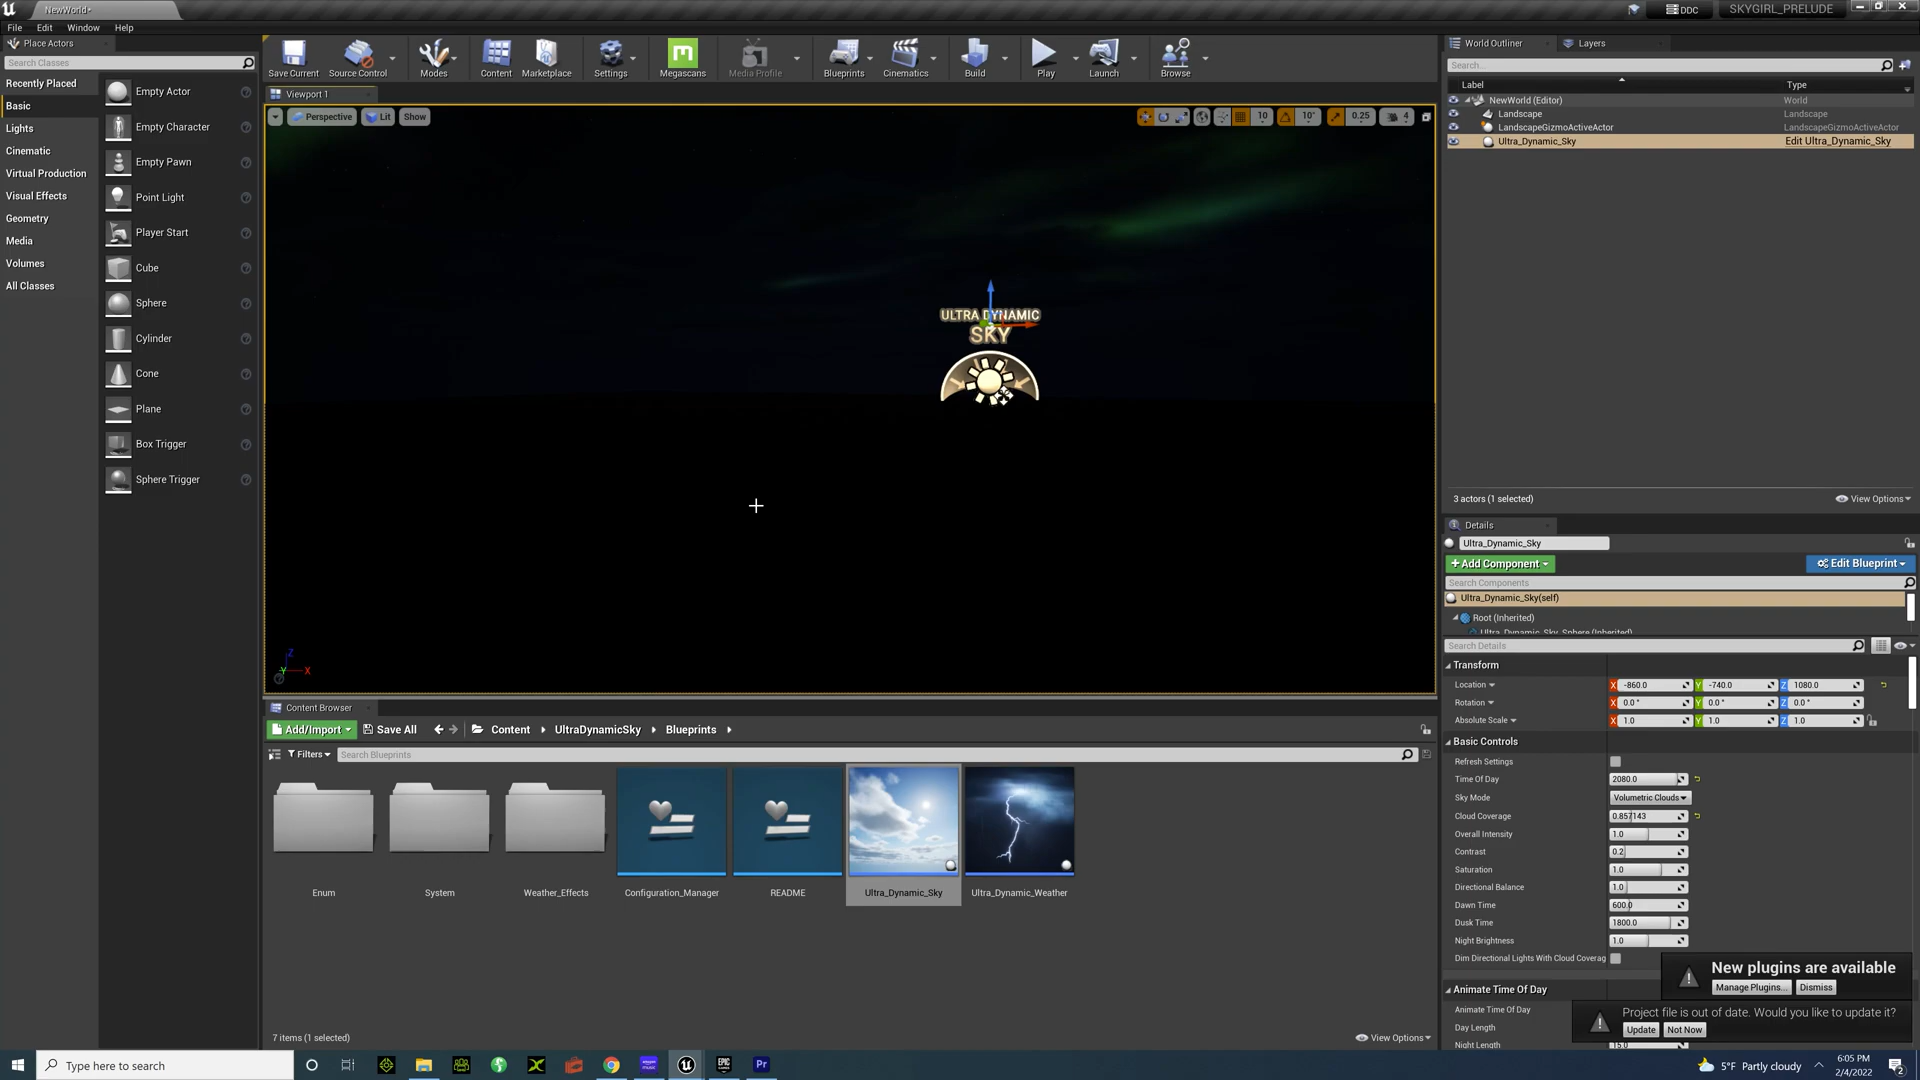 NewWorld*
DDC
SKYGIRL_PRELUDE
File Edit Window Help
Place Actors
Search Classes
Recently Placed
Basic
Lights
Cinematic
Virtual Production
Visual Effects
Geometry
Media
Volumes
All Classes
Empty Actor
Empty Character
Empty Pawn
Point Light
Player Start
Cube
Sphere
Cylinder
Cone
Plane
Box Trigger
Sphere Trigger
Save Current
Source Control
Modes
Content
Marketplace
Settings
Megascans
Media Profile
Blueprints
Cinematics
Build
Play
Launch
Browse
Viewport 1
Perspective Lit Show
10 10° 0.25 4
ULTRA DYNAMIC
SKY
Z
Y X
Content Browser
Add/Import Save All Content UltraDynamicSky Blueprints
Filters Search Blueprints
Enum
System
Weather_Effects
Configuration_Manager
README
Ultra_Dynamic_Sky
Ultra_Dynamic_Weather
7 items (1 selected)
View Options
World Outliner Layers
Search...
Label Type
NewWorld (Editor) World
Landscape Landscape
LandscapeGizmoActiveActor LandscapeGizmoActiveActor
Ultra_Dynamic_Sky Edit Ultra_Dynamic_Sky
3 actors (1 selected)
View Options
Details
Ultra_Dynamic_Sky
+Add Component Edit Blueprint
Search Components
Ultra_Dynamic_Sky(self)
Root (Inherited)
Ultra_Dynamic_Sky_Sphere (Inherited)
Search Details
Transform
Location X -860.0 Y -740.0 Z 1080.0
Rotation X 0.0 ° Y 0.0 ° Z 0.0 °
Absolute Scale X 1.0 Y 1.0 Z 1.0
Basic Controls
Refresh Settings
Time Of Day 2080.0
Sky Mode Volumetric Clouds
Cloud Coverage 0.857143
Overall Intensity 1.0
Contrast 0.2
Saturation 1.0
Directional Balance 1.0
Dawn Time 600.0
Dusk Time 1800.0
Night Brightness 1.0
Dim Directional Lights With Cloud Coverag
Animate Time Of Day
Animate Time Of Day
Day Length
Night Length 15.0
New plugins are available
Manage Plugins... Dismiss
Project file is out of date. Would you like to update it?
Update Not Now
Type here to search
Pr
5°F Partly cloudy
6:05 PM
2/4/2022
2